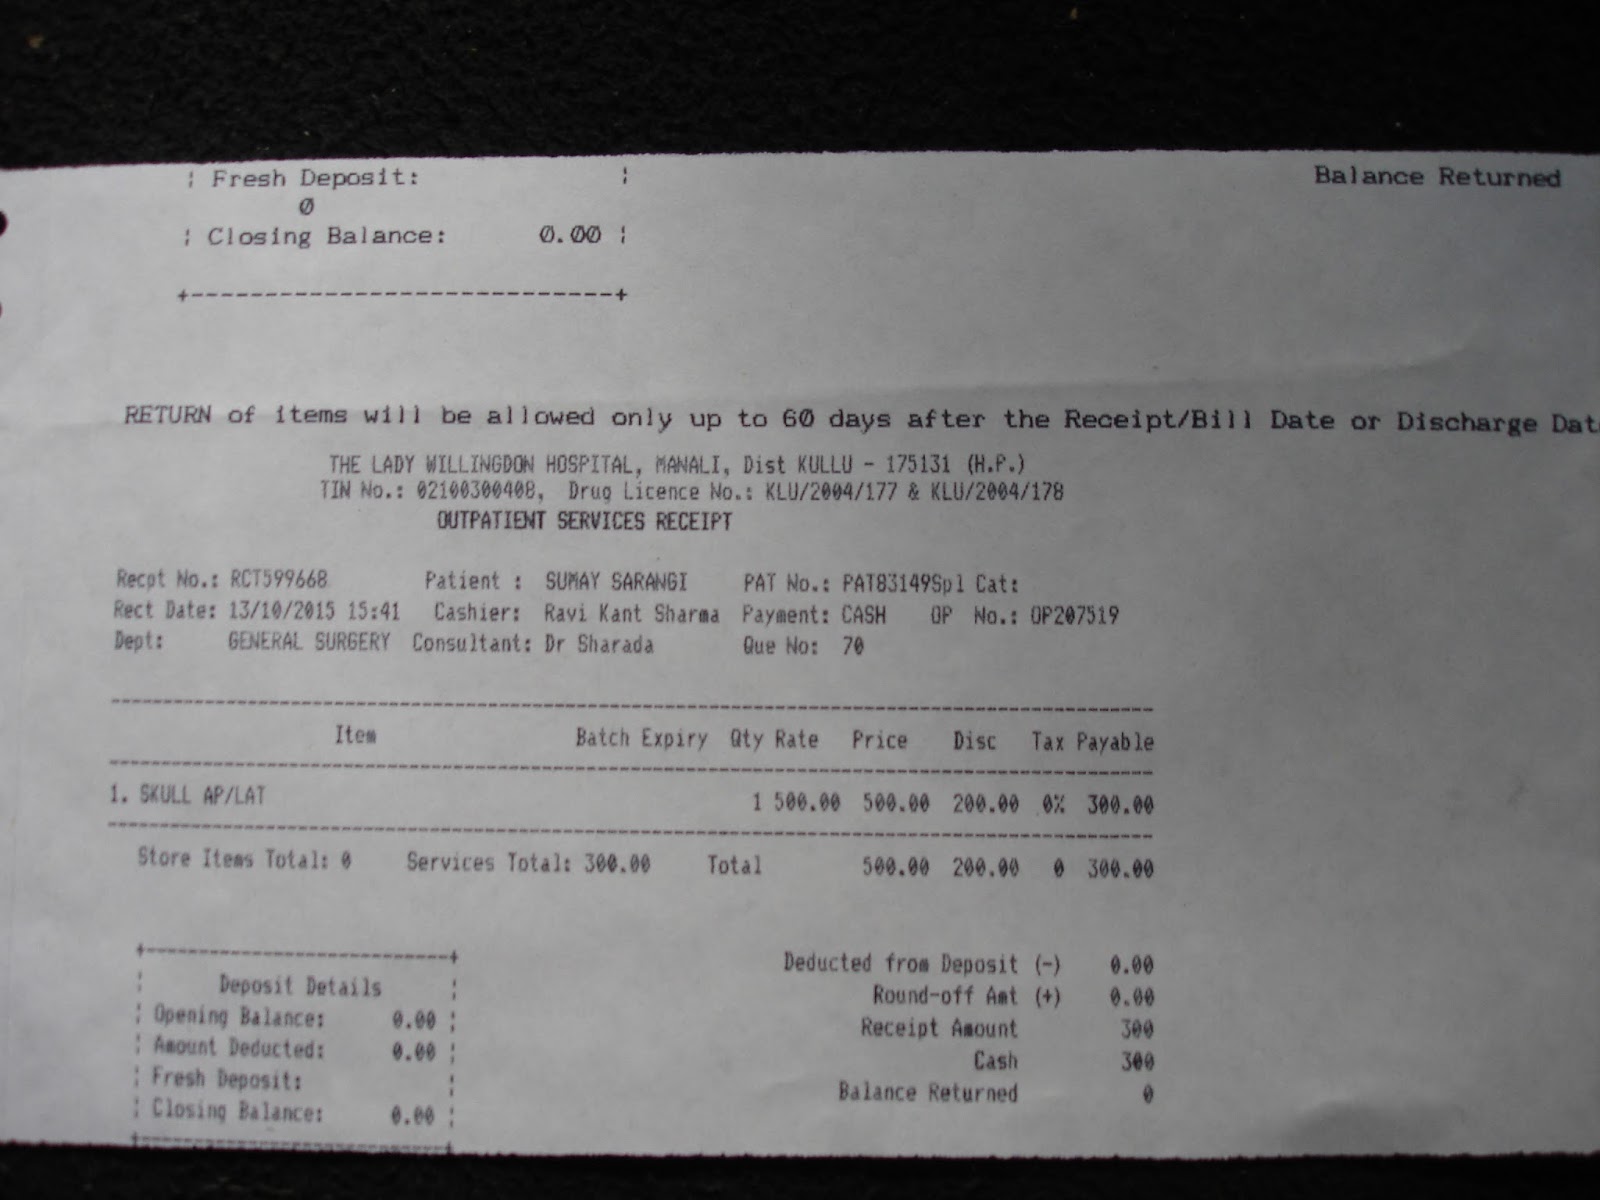 ¦ Fresh Deposit: ¦ Balance Returned
0
¦ Closing Balance: 0.00 ¦
+-----------------------------+
RETURN of items will be allowed only up to 60 days after the Receipt/Bill Date or Discharge Dat
THE LADY WILLINGDON HOSPITAL, MANALI, Dist KULLU - 175131 (H.P.)
TIN No.: 02100300408, Drug Licence No.: KLU/2004/177 & KLU/2004/178
OUTPATIENT SERVICES RECEIPT
Recpt No.: RCT599668 Patient : SUMAY SARANGI PAT No.: PAT83149Spl Cat:
Rect Date: 13/10/2015 15:41 Cashier: Ravi Kant Sharma Payment: CASH OP No.: OP207519
Dept: GENERAL SURGERY Consultant: Dr Sharada Que No: 70
Item Batch Expiry Qty Rate Price Disc Tax Payable
1. SKULL AP/LAT 1 500.00 500.00 200.00 0% 300.00
Store Items Total: 0 Services Total: 300.00 Total 500.00 200.00 0 300.00
Deducted from Deposit (-) 0.00
¦ Deposit Details ¦ Round-off Amt (+) 0.00
¦ Opening Balance: 0.00 ¦ Receipt Amount 300
¦ Amount Deducted: 0.00 ¦ Cash 300
¦ Fresh Deposit: ¦ Balance Returned 0
¦ Closing Balance: 0.00 ¦